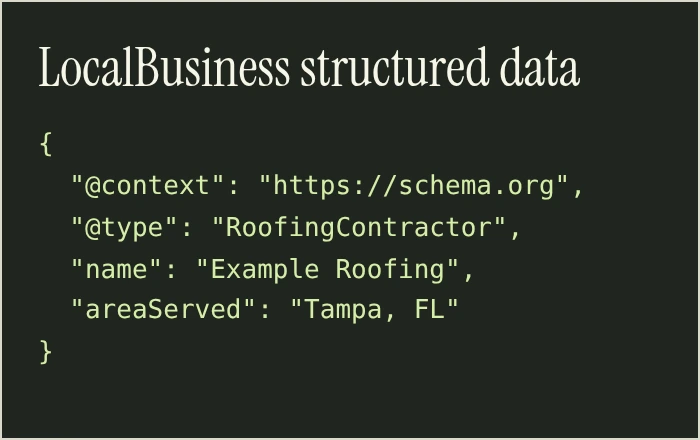 LocalBusiness structured data
{
  "@context": "https://schema.org",
  "@type": "RoofingContractor",
  "name": "Example Roofing",
  "areaServed": "Tampa, FL"
}